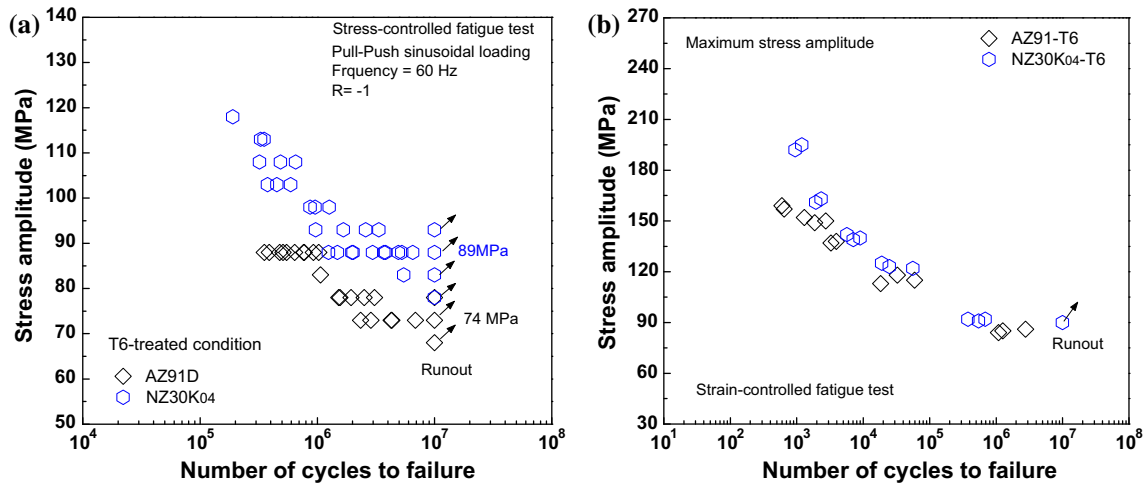 (a)
Stress-controlled fatigue test
Pull-Push sinusoidal loading
Frquency = 60 Hz
R= -1
140
130
120
110
100
90
80
70
60
50
Stress amplitude (MPa)
89MPa
74 MPa
Runout
T6-treated condition
AZ91D
NZ30K04
10^4
10^5
10^6
10^7
10^8
Number of cycles to failure
(b)
Maximum stress amplitude
AZ91-T6
NZ30K04-T6
270
240
210
180
150
120
90
60
30
Stress amplitude (MPa)
Runout
Strain-controlled fatigue test
10^1
10^2
10^3
10^4
10^5
10^6
10^7
10^8
Number of cycles to failure